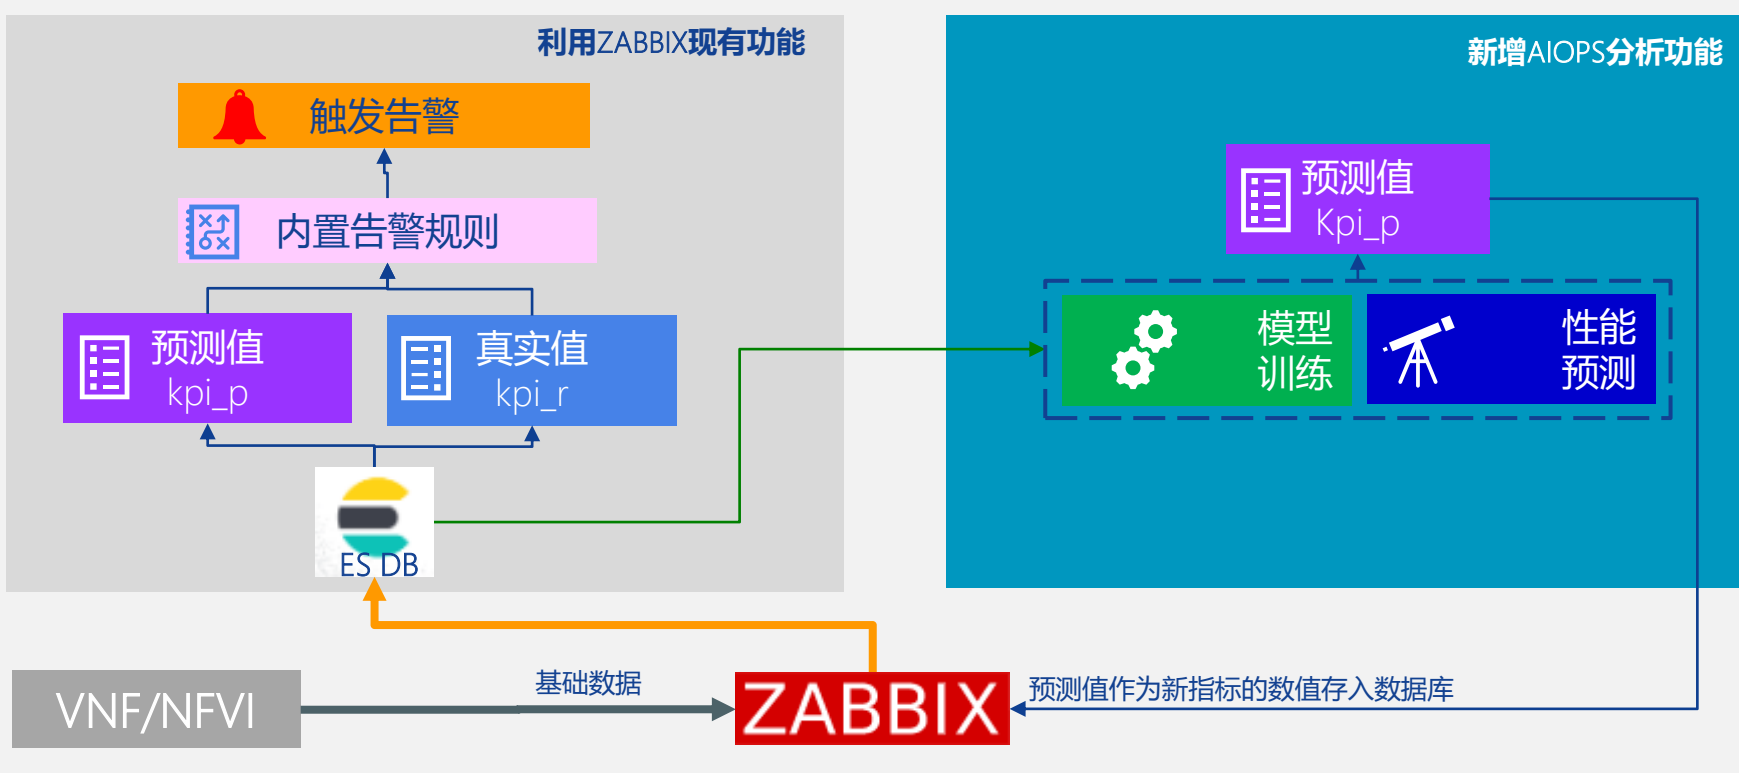 利用ZABBIX现有功能
触发告警
内置告警规则
预测值
kpi_p
真实值
kpi_r
ES DB
新增AIOPS分析功能
预测值
Kpi_p
模型
训练
性能
预测
VNF/NFVI
基础数据
ZABBIX
预测值作为新指标的数值存入数据库